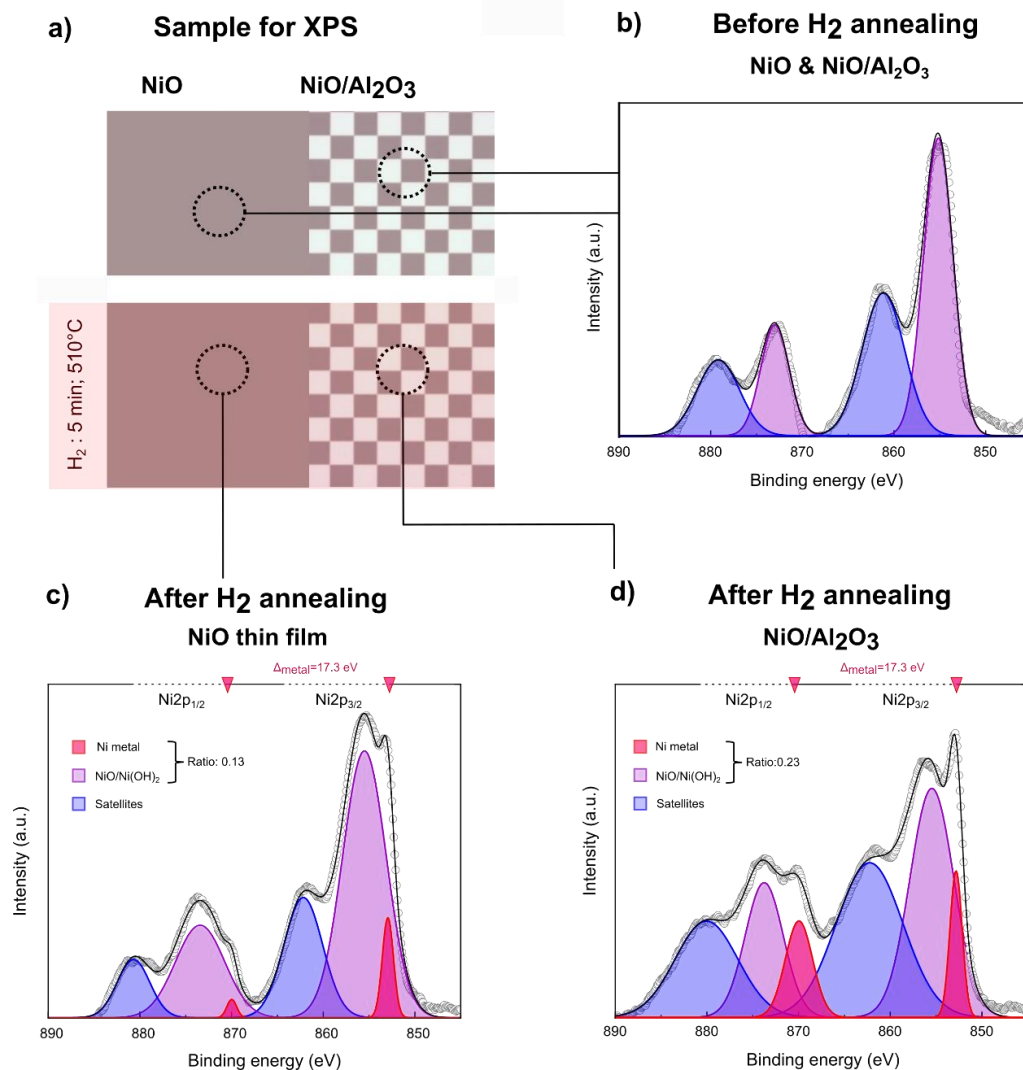 a) Sample for XPS
NiO NiO/Al₂O₃
H₂ : 5 min; 510°C
b) Before H₂ annealing
NiO & NiO/Al₂O₃
Intensity (a.u.)
890 880 870 860 850
Binding energy (eV)
c) After H₂ annealing
NiO thin film
Δmetal=17.3 eV
Ni2p1/2 Ni2p3/2
Ni metal
NiO/Ni(OH)₂
Ratio: 0.13
Satellites
Intensity (a.u.)
890 880 870 860 850
Binding energy (eV)
d) After H₂ annealing
NiO/Al₂O₃
Δmetal=17.3 eV
Ni2p1/2 Ni2p3/2
Ni metal
NiO/Ni(OH)₂
Ratio:0.23
Satellites
Intensity (a.u.)
890 880 870 860 850
Binding energy (eV)